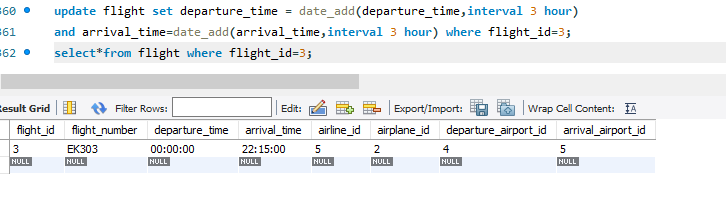 360 update flight set departure_time = date_add(departure_time,interval 3 hour)
361 and arrival_time=date_add(arrival_time,interval 3 hour) where flight_id=3;
362 select*from flight where flight_id=3;
Result Grid Filter Rows: Edit: Export/Import: Wrap Cell Content: IA
flight_id flight_number departure_time arrival_time airline_id airplane_id departure_airport_id arrival_airport_id
3 EK303 00:00:00 22:15:00 5 2 4 5
NULL NULL NULL NULL NULL NULL NULL NULL